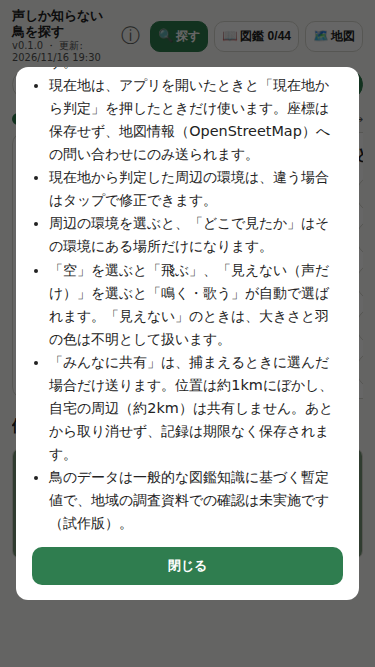 声しか知らない
鳥を探す
v0.1.0 · 更新:
2026/11/16 19:30
ⓘ
🔍 探す
📖 図鑑 0/44
🗺️ 地図
• 現在地は、アプリを開いたときと「現在地か
ら判定」を押したときだけ使います。座標は
保存せず、地図情報（OpenStreetMap）へ
の問い合わせにのみ送られます。
• 現在地から判定した周辺の環境は、違う場合
はタップで修正できます。
• 周辺の環境を選ぶと、「どこで見たか」はそ
の環境にある場所だけになります。
• 「空」を選ぶと「飛ぶ」、「見えない（声だ
け）」を選ぶと「鳴く・歌う」が自動で選ば
れます。「見えない」のときは、大きさと羽
の色は不明として扱います。
• 「みんなに共有」は、捕まえるときに選んだ
場合だけ送ります。位置は約1kmにぼかし、
自宅の周辺（約2km）は共有しません。あと
から取り消せず、記録は期限なく保存されま
す。
• 鳥のデータは一般的な図鑑知識に基づく暫定
値で、地域の調査資料での確認は未実施です
（試作版）。
閉じる